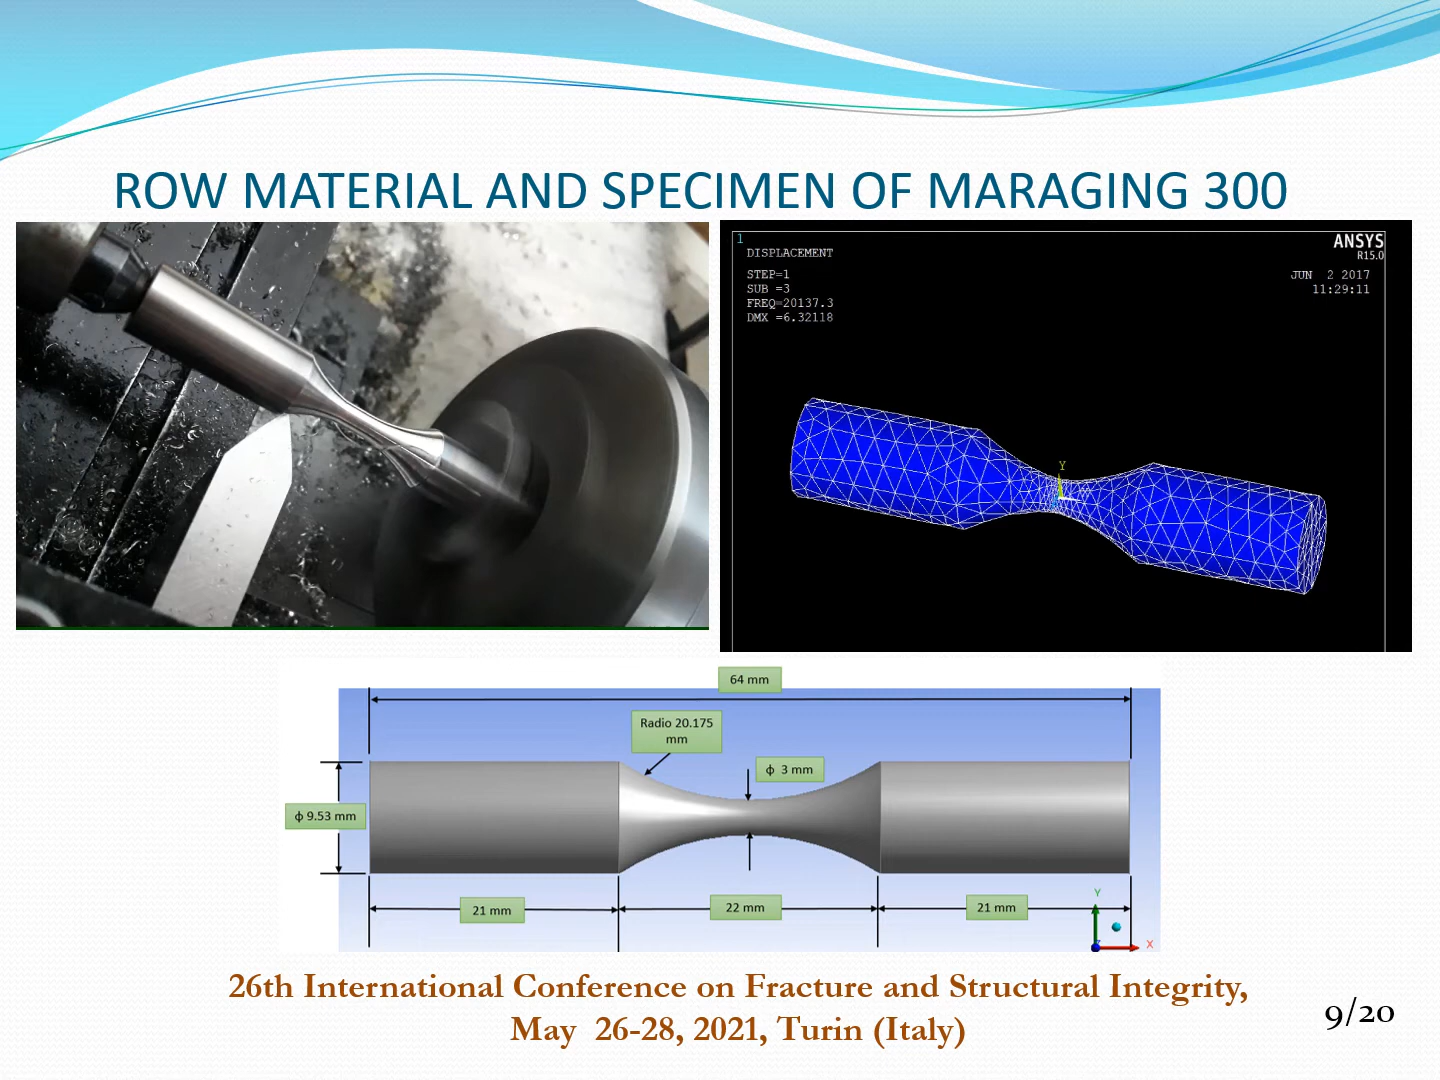 ROW MATERIAL AND SPECIMEN OF MARAGING 300
1
DISPLACEMENT
STEP=1
SUB =3
FREQ=20137.3
DMX =6.32118
ANSYS
R15.0
JUN 2 2017
11:29:11
Y
64 mm
Radio 20.175
mm
ϕ 3 mm
ϕ 9.53 mm
21 mm
22 mm
21 mm
Y
X
26th International Conference on Fracture and Structural Integrity,
May 26-28, 2021, Turin (Italy)
9/20